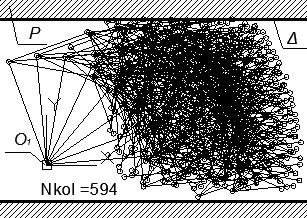 P
Δ
O₁
Nkol =594